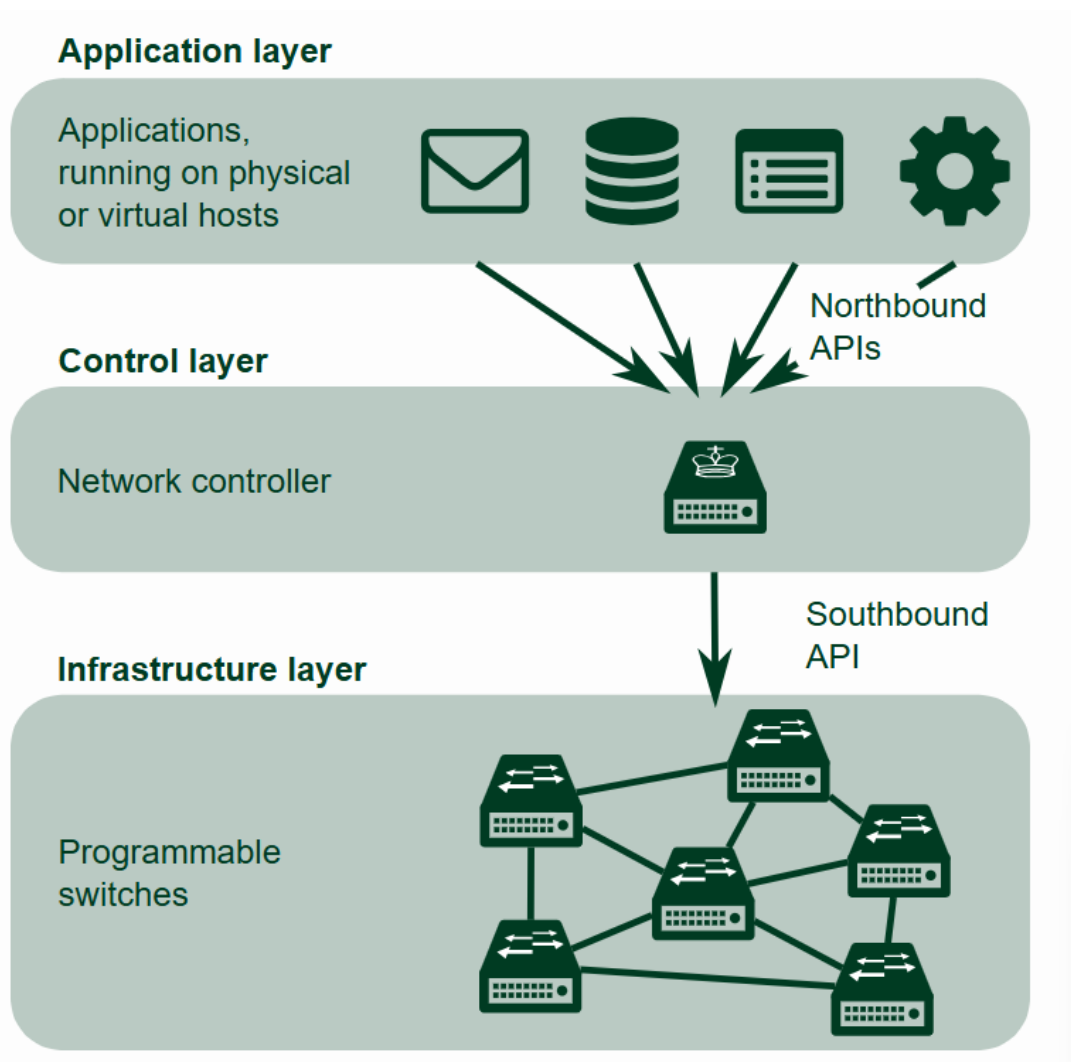 Application layer
Applications,
running on physical
or virtual hosts
Northbound
APIs
Control layer
Network controller
Southbound
API
Infrastructure layer
Programmable
switches